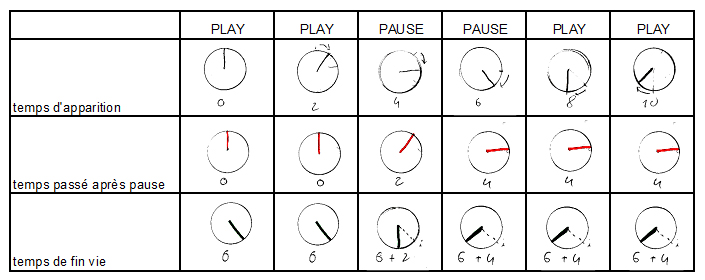 PLAY PLAY PAUSE PAUSE PLAY PLAY
temps d'apparition 0 2 4 6 8 10
temps passé après pause 0 0 2 4 4 4
temps de fin vie 6 6 6+2 6+4 6+4 6+4